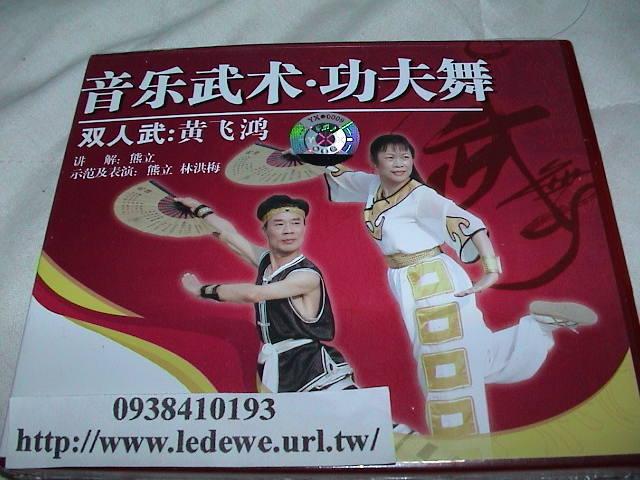 音乐武术·功夫舞
双人武:黄飞鸿
讲 解:熊立
示范及表演:熊立 林洪梅
武
0938410193
http://www.ledewe.url.tw/